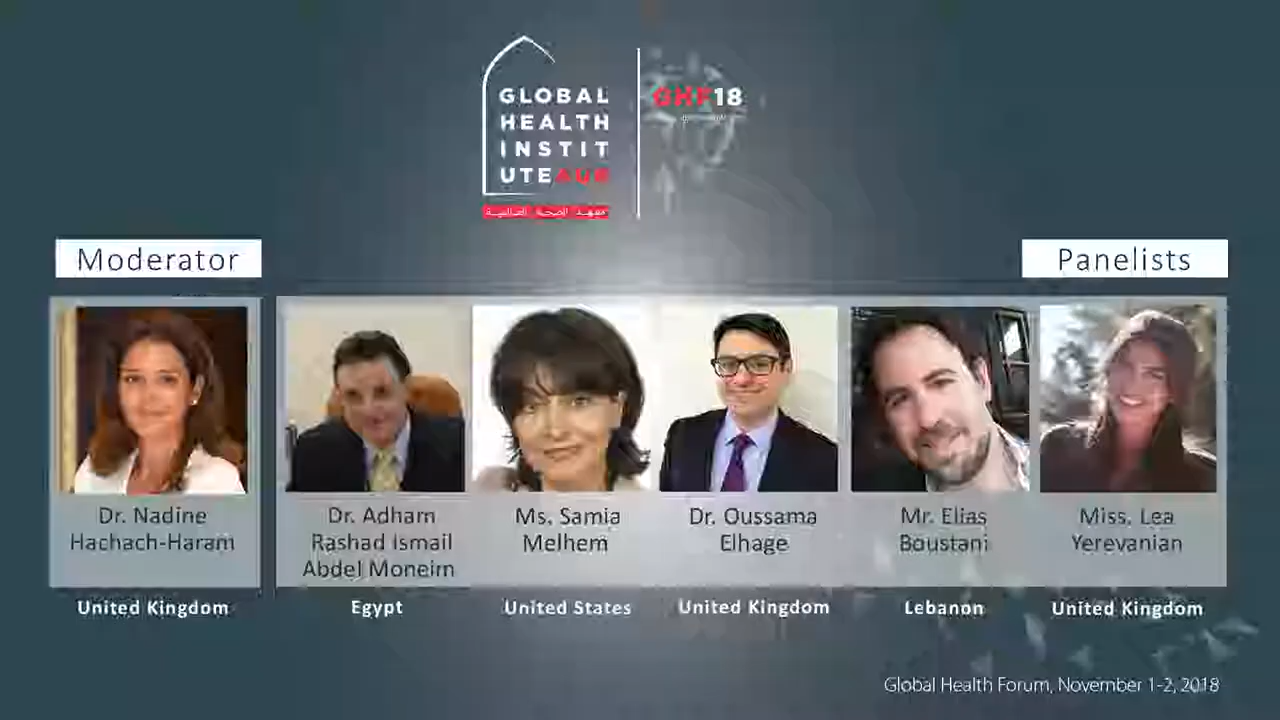 GLOBAL
HEALTH
INSTIT
UTEAUB
معهد الصحة العالمية
GHF18
Moderator
Panelists
Dr. Nadine
Hachach-Haram
United Kingdom
Dr. Adham
Rashad Ismail
Abdel Moneim
Egypt
Ms. Samia
Melhem
United States
Dr. Oussama
Elhage
United Kingdom
Mr. Elias
Boustani
Lebanon
Miss. Lea
Yerevanian
United Kingdom
Global Health Forum, November 1-2, 2018